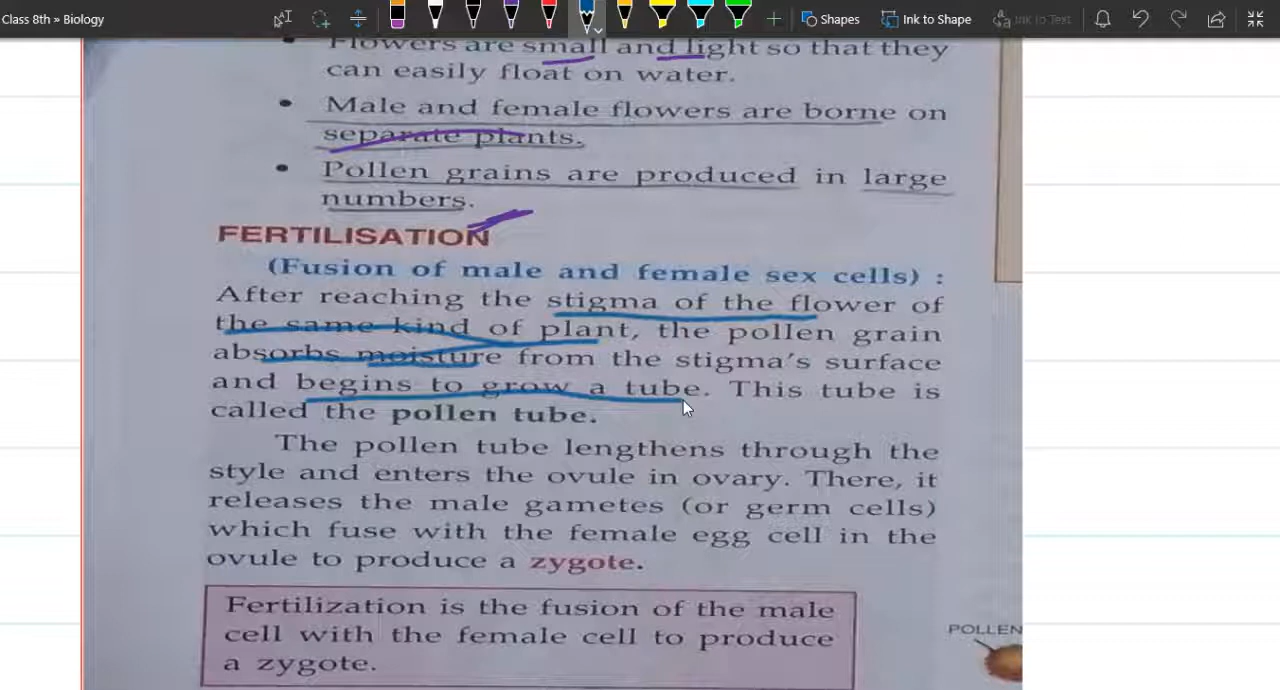 Class 8th » Biology
Shapes
Ink to Shape
Ink to Text
Flowers are small and light so that they
can easily float on water.
• Male and female flowers are borne on
separate plants.
• Pollen grains are produced in large
numbers.
FERTILISATION
(Fusion of male and female sex cells) :
After reaching the stigma of the flower of
the same kind of plant, the pollen grain
absorbs moisture from the stigma's surface
and begins to grow a tube. This tube is
called the pollen tube.
The pollen tube lengthens through the
style and enters the ovule in ovary. There, it
releases the male gametes (or germ cells)
which fuse with the female egg cell in the
ovule to produce a zygote.
Fertilization is the fusion of the male
cell with the female cell to produce
a zygote.
POLLEN